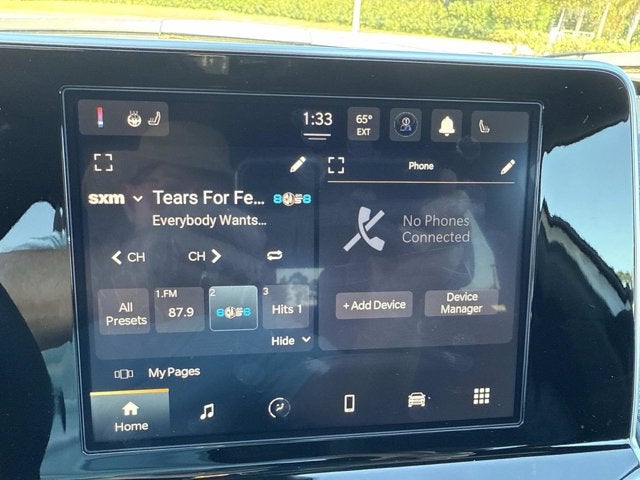 1:33
65°
EXT
Phone
sxm
Tears For Fe...
Everybody Wants...
No Phones
Connected
CH
CH
All
Presets
1.FM
87.9
2
3
Hits 1
+ Add Device
Device
Manager
Hide
My Pages
Home